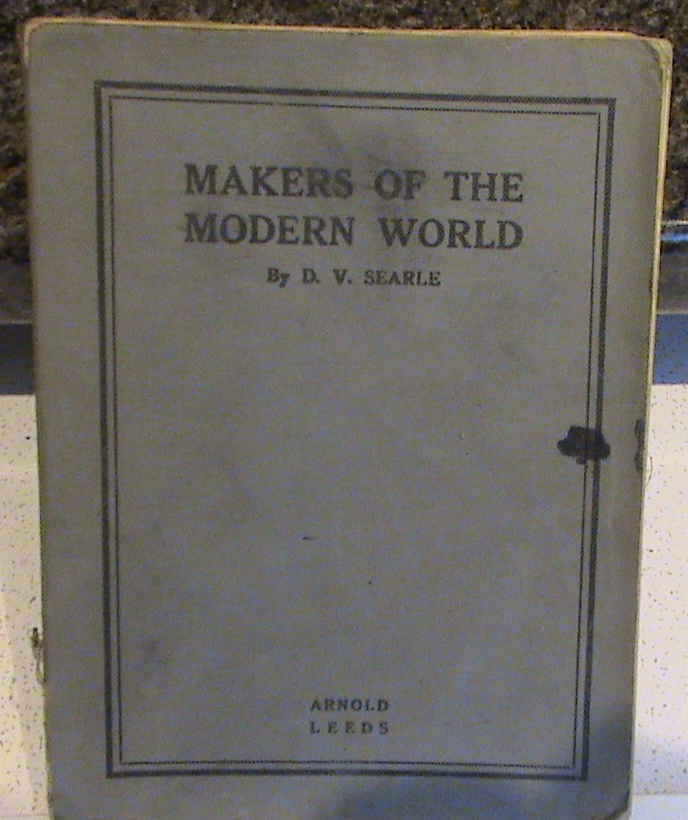 MAKERS OF THE
MODERN WORLD
By D. V. SEARLE
ARNOLD
LEEDS